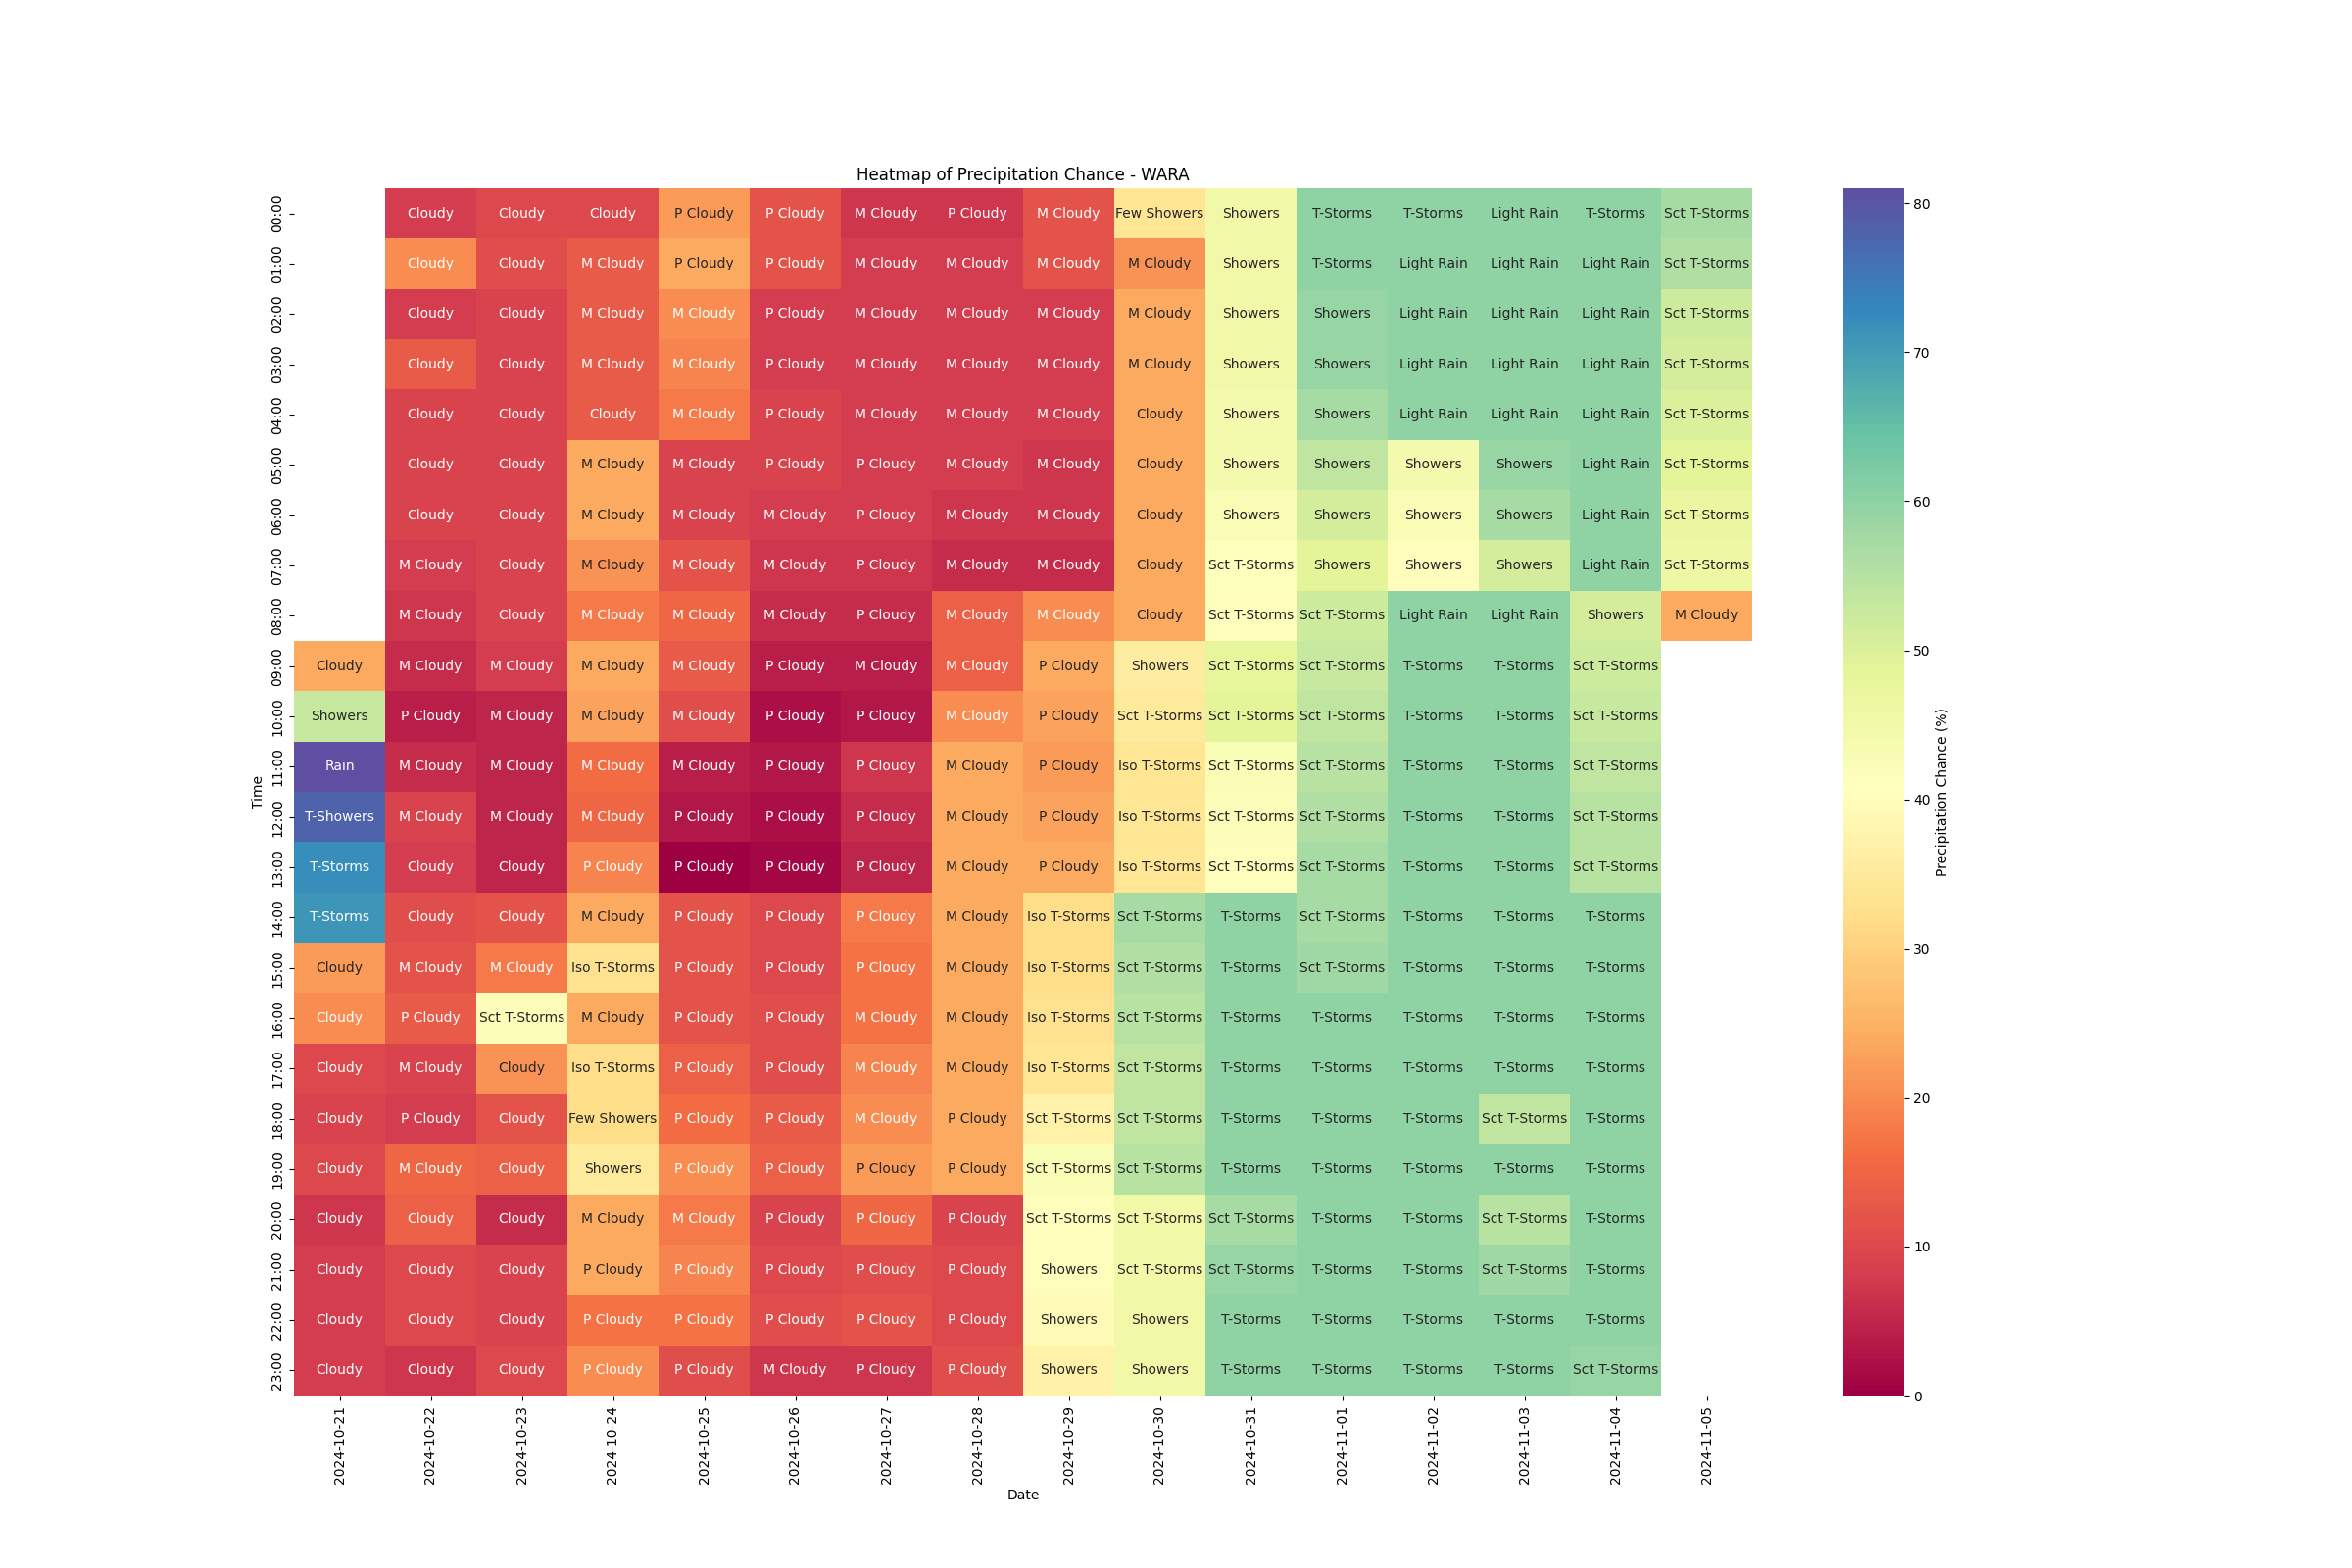 Heatmap of Precipitation Chance - WARA
00:00 Cloudy Cloudy Cloudy P Cloudy P Cloudy M Cloudy P Cloudy M Cloudy Few Showers Showers T-Storms T-Storms Light Rain T-Storms Sct T-Storms
01:00 Cloudy Cloudy M Cloudy P Cloudy P Cloudy M Cloudy M Cloudy M Cloudy M Cloudy Showers T-Storms Light Rain Light Rain Light Rain Sct T-Storms
02:00 Cloudy Cloudy M Cloudy M Cloudy P Cloudy M Cloudy M Cloudy M Cloudy M Cloudy Showers Showers Light Rain Light Rain Light Rain Sct T-Storms
03:00 Cloudy Cloudy M Cloudy M Cloudy P Cloudy M Cloudy M Cloudy M Cloudy M Cloudy Showers Showers Light Rain Light Rain Light Rain Sct T-Storms
04:00 Cloudy Cloudy Cloudy M Cloudy P Cloudy M Cloudy M Cloudy M Cloudy Cloudy Showers Showers Light Rain Light Rain Light Rain Sct T-Storms
05:00 Cloudy Cloudy M Cloudy M Cloudy P Cloudy P Cloudy M Cloudy M Cloudy Cloudy Showers Showers Showers Showers Light Rain Sct T-Storms
06:00 Cloudy Cloudy M Cloudy M Cloudy M Cloudy P Cloudy M Cloudy M Cloudy Cloudy Showers Showers Showers Showers Light Rain Sct T-Storms
07:00 M Cloudy Cloudy M Cloudy M Cloudy M Cloudy P Cloudy M Cloudy M Cloudy Cloudy Sct T-Storms Showers Showers Showers Light Rain Sct T-Storms
08:00 M Cloudy Cloudy M Cloudy M Cloudy M Cloudy P Cloudy M Cloudy M Cloudy Cloudy Sct T-Storms Sct T-Storms Light Rain Light Rain Showers M Cloudy
09:00 Cloudy M Cloudy M Cloudy M Cloudy M Cloudy P Cloudy M Cloudy M Cloudy P Cloudy Showers Sct T-Storms Sct T-Storms T-Storms T-Storms Sct T-Storms
10:00 Showers P Cloudy M Cloudy M Cloudy M Cloudy P Cloudy P Cloudy M Cloudy P Cloudy Sct T-Storms Sct T-Storms Sct T-Storms T-Storms T-Storms Sct T-Storms
11:00 Rain M Cloudy M Cloudy M Cloudy M Cloudy P Cloudy P Cloudy M Cloudy P Cloudy Iso T-Storms Sct T-Storms Sct T-Storms T-Storms T-Storms Sct T-Storms
12:00 T-Showers M Cloudy M Cloudy M Cloudy P Cloudy P Cloudy P Cloudy M Cloudy P Cloudy Iso T-Storms Sct T-Storms Sct T-Storms T-Storms T-Storms Sct T-Storms
13:00 T-Storms Cloudy Cloudy P Cloudy P Cloudy P Cloudy P Cloudy M Cloudy P Cloudy Iso T-Storms Sct T-Storms Sct T-Storms T-Storms T-Storms Sct T-Storms
14:00 T-Storms Cloudy Cloudy M Cloudy P Cloudy P Cloudy P Cloudy M Cloudy Iso T-Storms Sct T-Storms T-Storms Sct T-Storms T-Storms T-Storms T-Storms
15:00 Cloudy M Cloudy M Cloudy Iso T-Storms P Cloudy P Cloudy P Cloudy M Cloudy Iso T-Storms Sct T-Storms T-Storms Sct T-Storms T-Storms T-Storms T-Storms
16:00 Cloudy P Cloudy Sct T-Storms M Cloudy P Cloudy P Cloudy M Cloudy M Cloudy Iso T-Storms Sct T-Storms T-Storms T-Storms T-Storms T-Storms T-Storms
17:00 Cloudy M Cloudy Cloudy Iso T-Storms P Cloudy P Cloudy M Cloudy M Cloudy Iso T-Storms Sct T-Storms T-Storms T-Storms T-Storms T-Storms T-Storms
18:00 Cloudy P Cloudy Cloudy Few Showers P Cloudy P Cloudy M Cloudy P Cloudy Sct T-Storms Sct T-Storms T-Storms T-Storms T-Storms Sct T-Storms T-Storms
19:00 Cloudy M Cloudy Cloudy Showers P Cloudy P Cloudy P Cloudy P Cloudy Sct T-Storms Sct T-Storms T-Storms T-Storms T-Storms T-Storms T-Storms
20:00 Cloudy Cloudy Cloudy M Cloudy M Cloudy P Cloudy P Cloudy P Cloudy Sct T-Storms Sct T-Storms Sct T-Storms T-Storms T-Storms Sct T-Storms T-Storms
21:00 Cloudy Cloudy Cloudy P Cloudy P Cloudy P Cloudy P Cloudy P Cloudy Showers Sct T-Storms Sct T-Storms T-Storms T-Storms Sct T-Storms T-Storms
22:00 Cloudy Cloudy Cloudy P Cloudy P Cloudy P Cloudy P Cloudy P Cloudy Showers Showers T-Storms T-Storms T-Storms T-Storms T-Storms
23:00 Cloudy Cloudy Cloudy P Cloudy P Cloudy M Cloudy P Cloudy P Cloudy Showers Showers T-Storms T-Storms T-Storms T-Storms Sct T-Storms
Time
2024-10-21 2024-10-22 2024-10-23 2024-10-24 2024-10-25 2024-10-26 2024-10-27 2024-10-28 2024-10-29 2024-10-30 2024-10-31 2024-11-01 2024-11-02 2024-11-03 2024-11-04 2024-11-05
Date
80
70
60
50
40
30
20
10
0
Precipitation Chance (%)